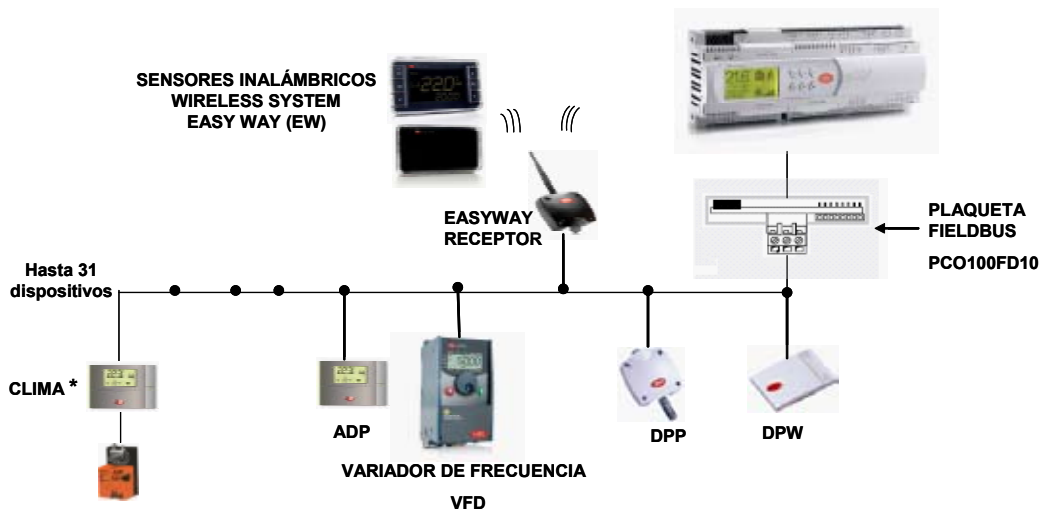 SENSORES INALÁMBRICOS
WIRELESS SYSTEM
EASY WAY (EW)
EASYWAY
RECEPTOR
PLAQUETA
FIELDBUS
PCO100FD10
Hasta 31
dispositivos
CLIMA *
ADP
VARIADOR DE FRECUENCIA
VFD
DPP
DPW